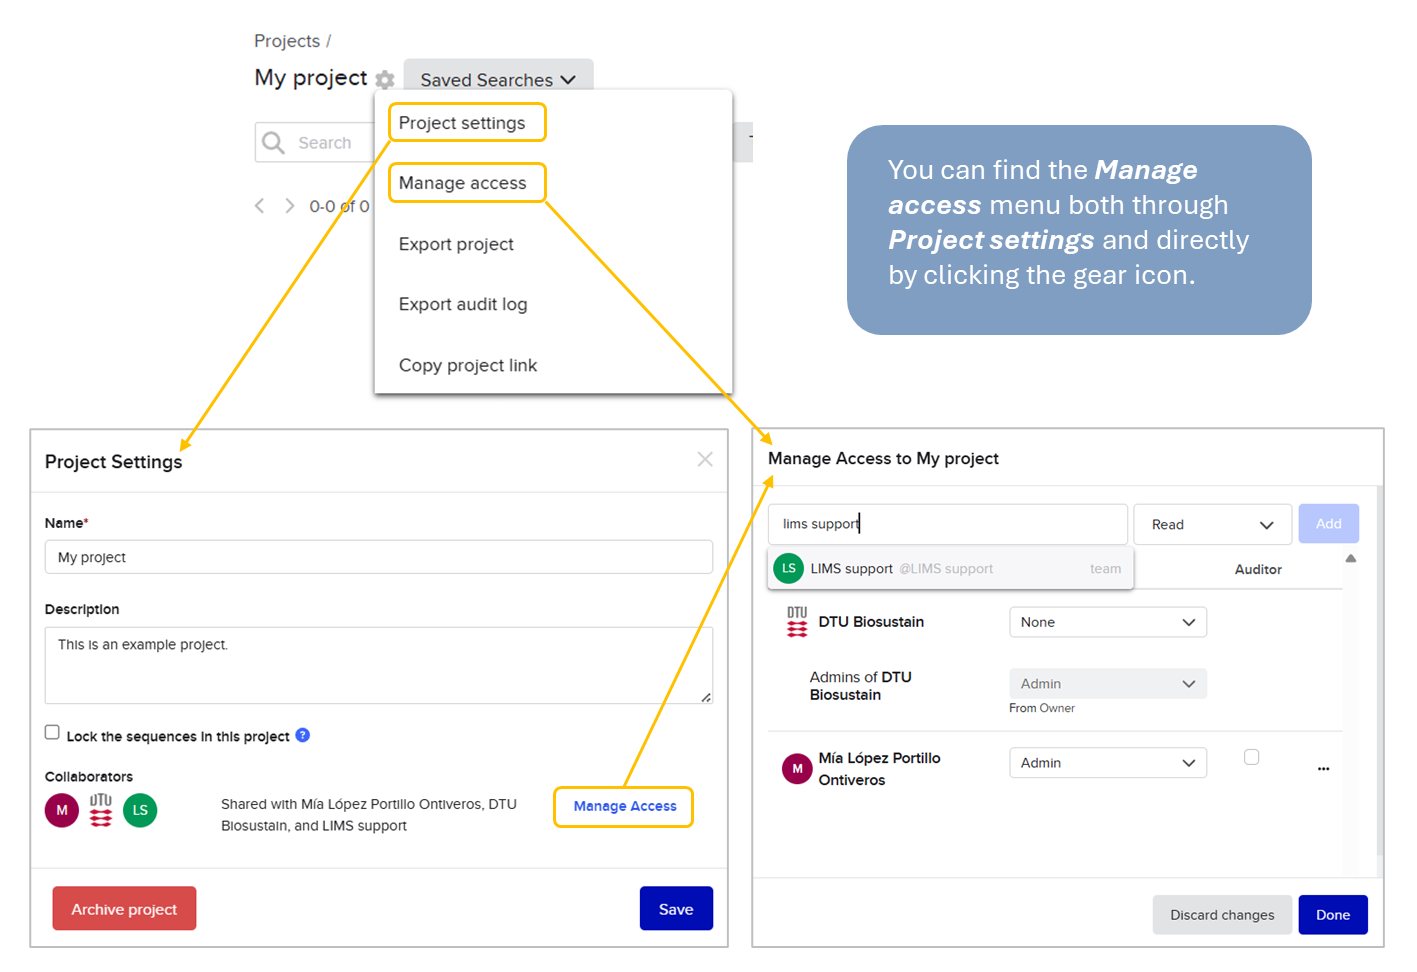 Projects /
My project
Saved Searches
Search
0-0 of 0
Project settings
Manage access
Export project
Export audit log
Copy project link
You can find the Manage
access menu both through
Project settings and directly
by clicking the gear icon.
Project Settings
Name*
My project
Description
This is an example project.
Lock the sequences in this project ?
Collaborators
M DTU LS
Shared with Mía López Portillo Ontiveros, DTU
Biosustain, and LIMS support
Manage Access
Archive project
Save
Manage Access to My project
lims support
Read
Add
LS LIMS support @LIMS support team
Auditor
DTU
DTU Biosustain
None
Admins of DTU
Biosustain
Admin
From Owner
M
Mía López Portillo
Ontiveros
Admin
Discard changes
Done